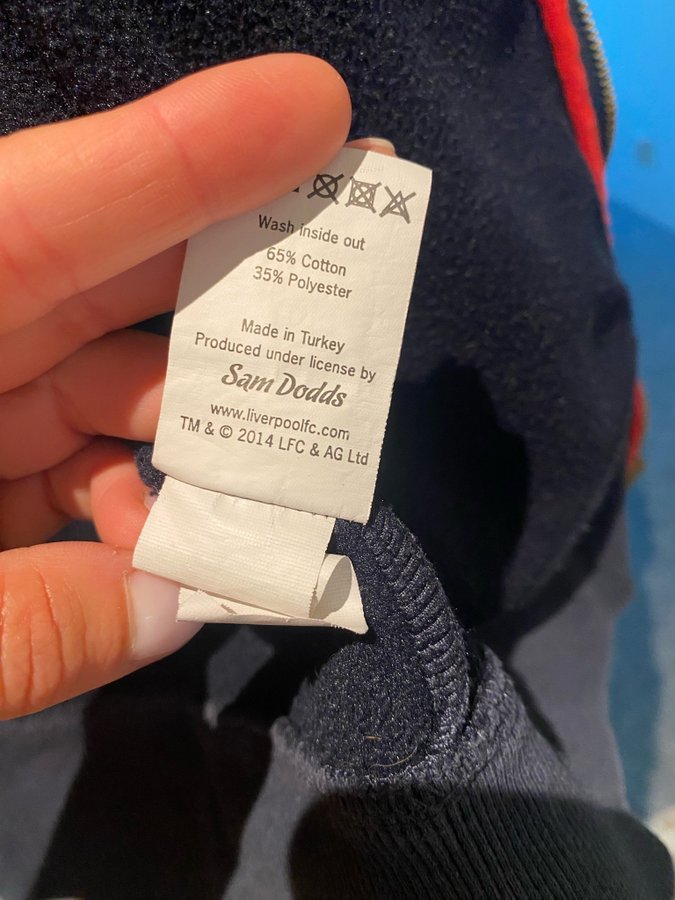 Wash inside out
65% Cotton
35% Polyester
Made in Turkey
Produced under license by
Sam Dodds
www.liverpoolfc.com
TM & © 2014 LFC & AG Ltd